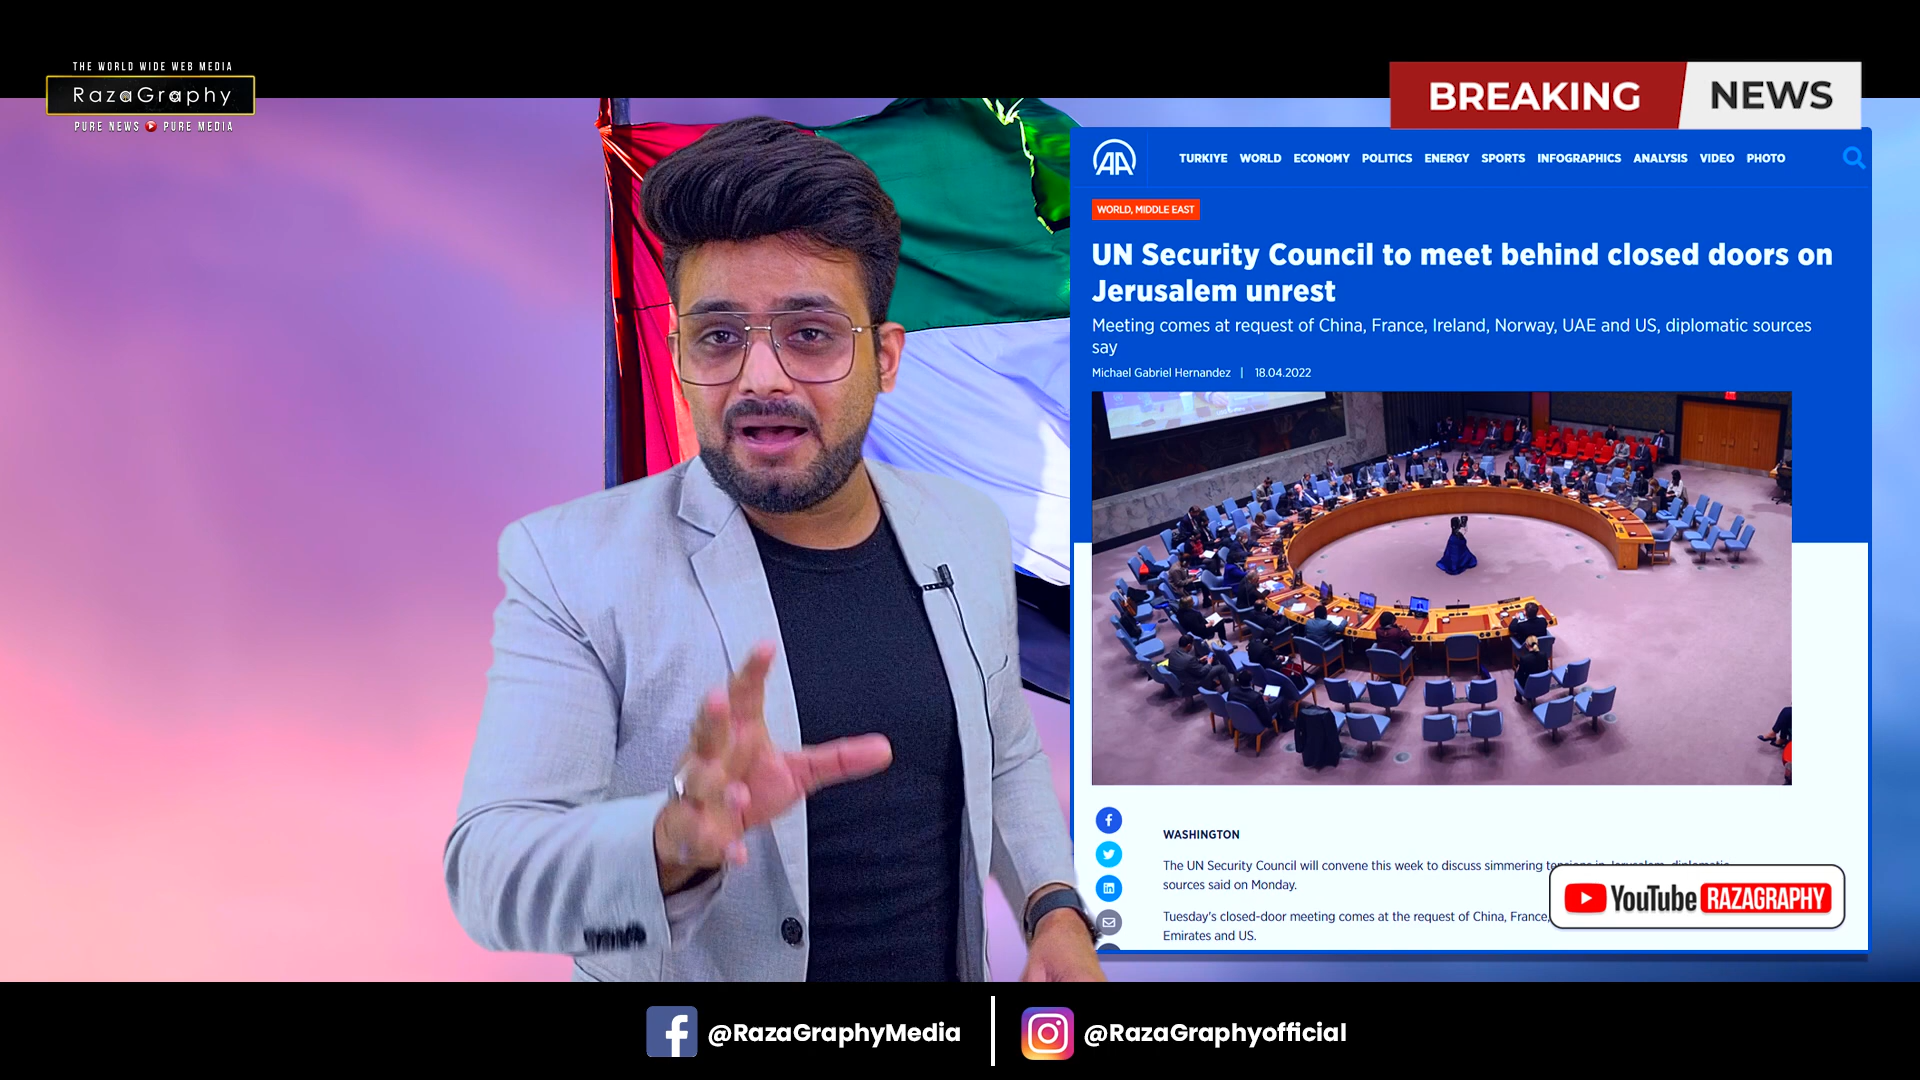 THE WORLD WIDE WEB MEDIA
RazaGraphy
PURE NEWS PURE MEDIA
BREAKING NEWS
AA
TURKIYE WORLD ECONOMY POLITICS ENERGY SPORTS INFOGRAPHICS ANALYSIS VIDEO PHOTO
WORLD, MIDDLE EAST
UN Security Council to meet behind closed doors on
Jerusalem unrest
Meeting comes at request of China, France, Ireland, Norway, UAE and US, diplomatic sources
say
Michael Gabriel Hernandez | 18.04.2022
WASHINGTON
The UN Security Council will convene this week to discuss simmering tensions in Jerusalem, diplomatic
sources said on Monday.
Tuesday's closed-door meeting comes at the request of China, France,
Emirates and US.
YouTube RAZAGRAPHY
@RazaGraphyMedia
@RazaGraphyofficial